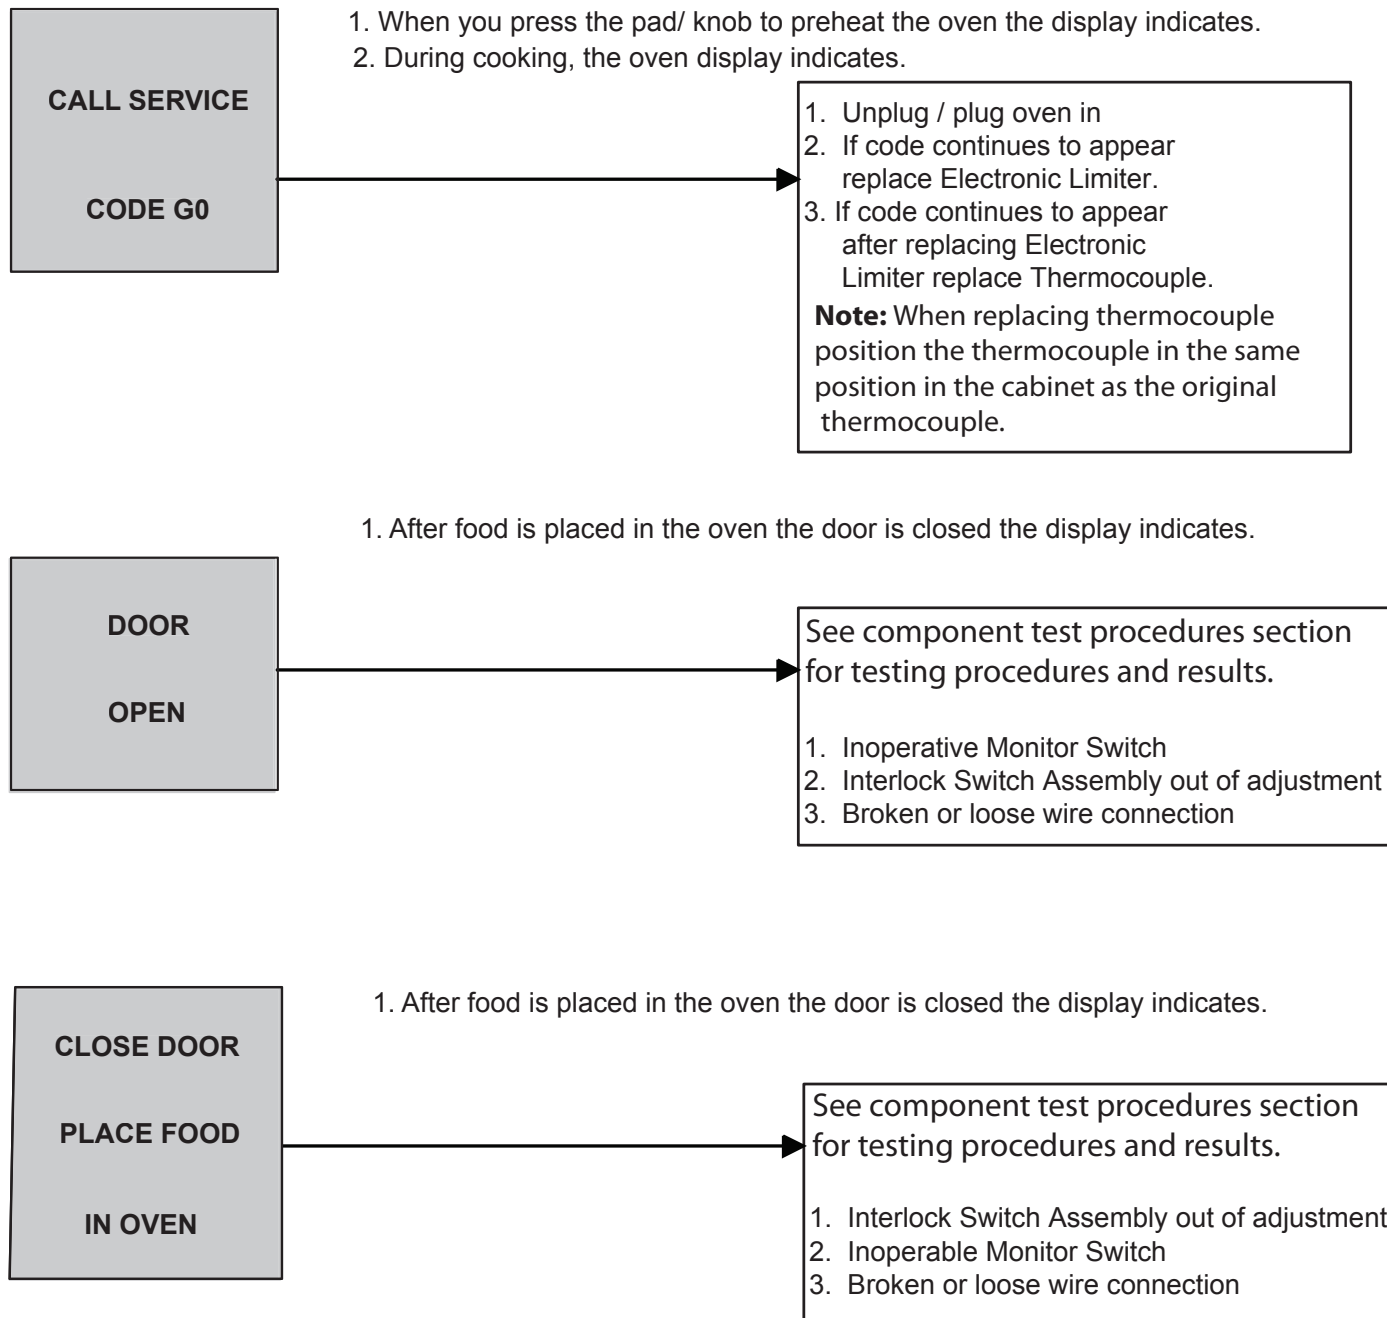 1. When you press the pad/ knob to preheat the oven the display indicates.
2. During cooking, the oven display indicates.
CALL SERVICE
CODE G0
1. Unplug / plug oven in
2. If code continues to appear
replace Electronic Limiter.
3. If code continues to appear
after replacing Electronic
Limiter replace Thermocouple.
Note: When replacing thermocouple
position the thermocouple in the same
position in the cabinet as the original
thermocouple.
1. After food is placed in the oven the door is closed the display indicates.
DOOR
OPEN
See component test procedures section
for testing procedures and results.
1. Inoperative Monitor Switch
2. Interlock Switch Assembly out of adjustment
3. Broken or loose wire connection
1. After food is placed in the oven the door is closed the display indicates.
CLOSE DOOR
PLACE FOOD
IN OVEN
See component test procedures section
for testing procedures and results.
1. Interlock Switch Assembly out of adjustment
2. Inoperable Monitor Switch
3. Broken or loose wire connection